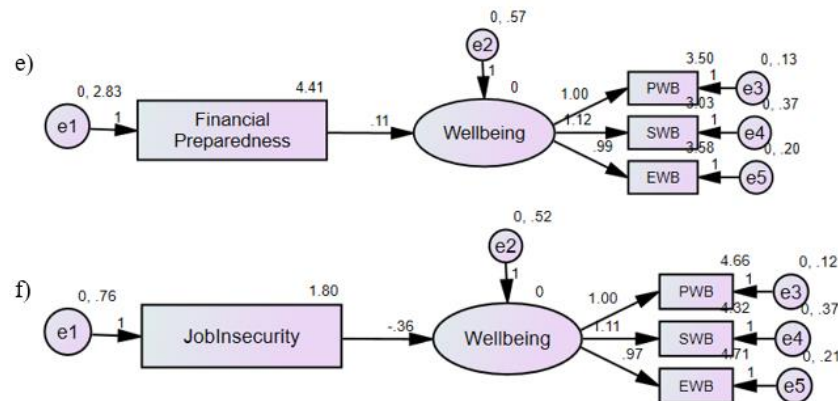 e)
0, 2.83
e1
1
4.41
Financial
Preparedness
.11
0, .57
e2
1
0
Wellbeing
1.00
1.12
.99
3.50
PWB
1
0, .13
e3
3.03
SWB
1
0, .37
e4
3.58
EWB
1
0, .20
e5
f)
0, .76
e1
1
1.80
JobInsecurity
-.36
0, .52
e2
1
0
Wellbeing
1.00
1.11
.97
4.66
PWB
1
0, .12
e3
4.32
SWB
1
0, .37
e4
4.71
EWB
1
0, .21
e5